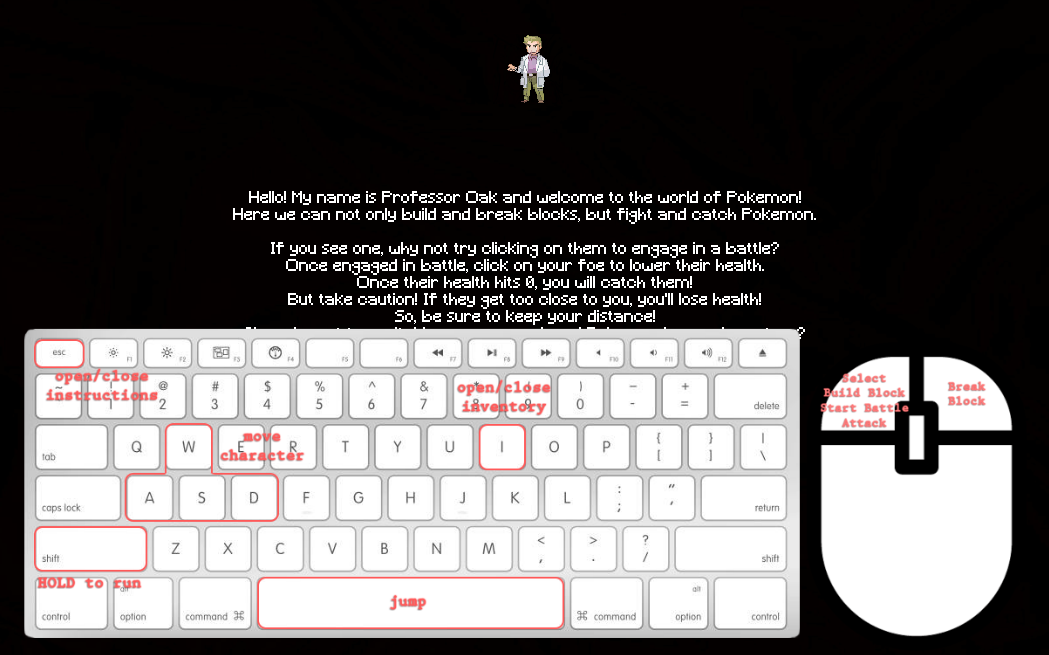 Hello! My name is Professor Oak and welcome to the world of Pokemon!
Here we can not only build and break blocks, but fight and catch Pokemon.
If you see one, why not try clicking on them to engage in a battle?
Once engaged in battle, click on your foe to lower their health.
Once their health hits 0, you will catch them!
But take caution! If they get too close to you, you'll lose health!
So, be sure to keep your distance!
esc F1 F2 F3 F4 F5 F6 F7 F8 F9 F10 F11 F12
open/close
instructions
open/close
inventory
~ ! @ # $ % ^ & * ) _ +
1 2 3 4 5 6 7 8 9 0 - = delete
tab Q W E R T Y U I O P { [ } ] | \
move
character
caps lock A S D F G H J K L : ; " ' return
shift Z X C V B N M < , > . ? / shift
HOLD to run
control alt option command ⌘ jump ⌘ command alt option control
Select
Build Block
Start Battle
Attack
Break
Block